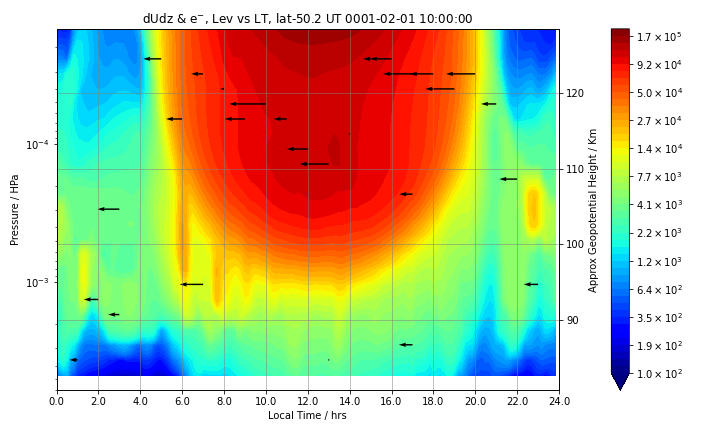 dUdz & e⁻, Lev vs LT, lat-50.2 UT 0001-02-01 10:00:00
Pressure / HPa
10⁻⁴
10⁻³
120
110
100
90
Approx Geopotential Height / Km
0.0 2.0 4.0 6.0 8.0 10.0 12.0 14.0 16.0 18.0 20.0 22.0 24.0
Local Time / hrs
1.7 × 10⁵
9.2 × 10⁴
5.0 × 10⁴
2.7 × 10⁴
1.4 × 10⁴
7.7 × 10³
4.1 × 10³
2.2 × 10³
1.2 × 10³
6.4 × 10²
3.5 × 10²
1.9 × 10²
1.0 × 10²